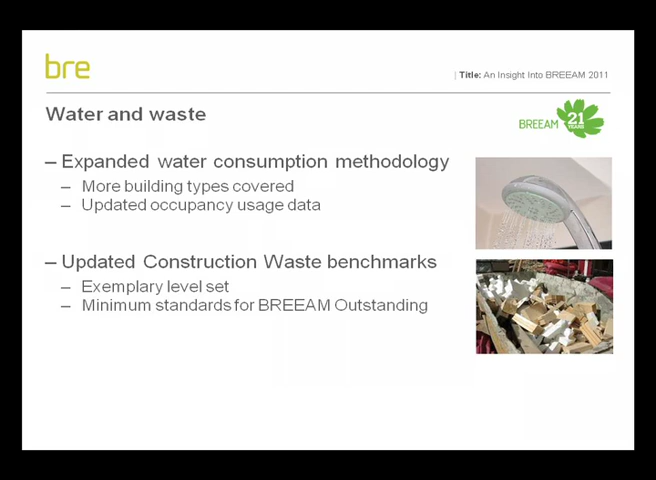 bre
| Title: An Insight Into BREEAM 2011
Water and waste
BREEAM 21
YEARS
– Expanded water consumption methodology
– More building types covered
– Updated occupancy usage data
– Updated Construction Waste benchmarks
– Exemplary level set
– Minimum standards for BREEAM Outstanding